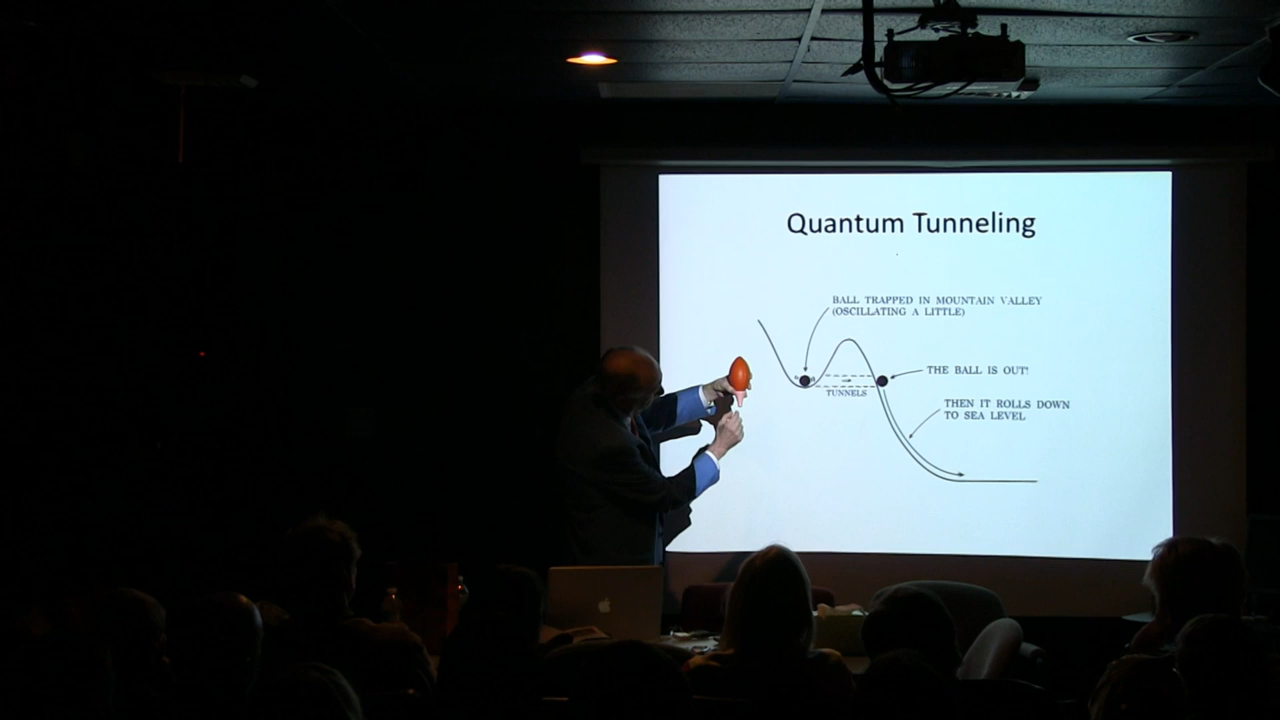 Quantum Tunneling
BALL TRAPPED IN MOUNTAIN VALLEY
(OSCILLATING A LITTLE)
THE BALL IS OUT!
TUNNELS
THEN IT ROLLS DOWN
TO SEA LEVEL